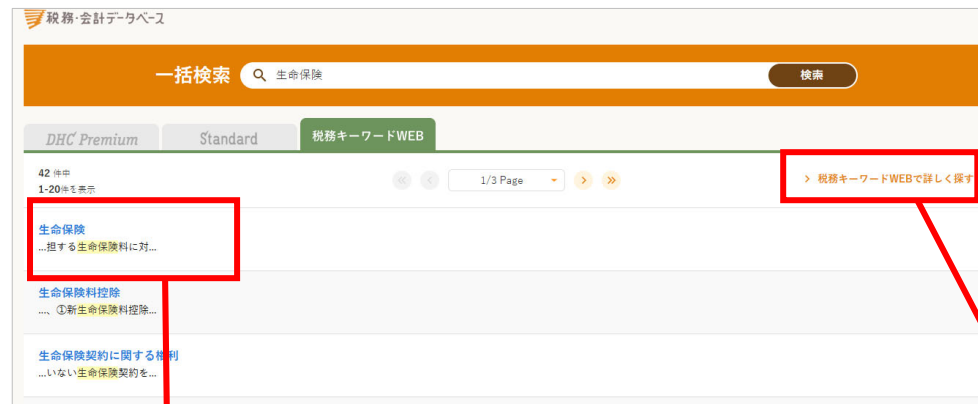 税務・会計データベース
一括検索 生命保険 検索
DHC Premium Standard 税務キーワードWEB
42 件中
1-20件を表示
« ‹ 1/3 Page › »
> 税務キーワードWEBで詳しく探す
生命保険
...担する生命保険料に対...
生命保険料控除
...、①新生命保険料控除...
生命保険契約に関する権利
...いない生命保険契約を...